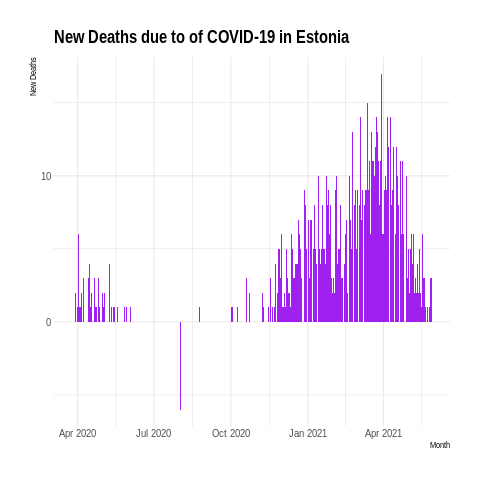 New Deaths due to of COVID-19 in Estonia
New Deaths
10
0
Apr 2020 Jul 2020 Oct 2020 Jan 2021 Apr 2021
Month